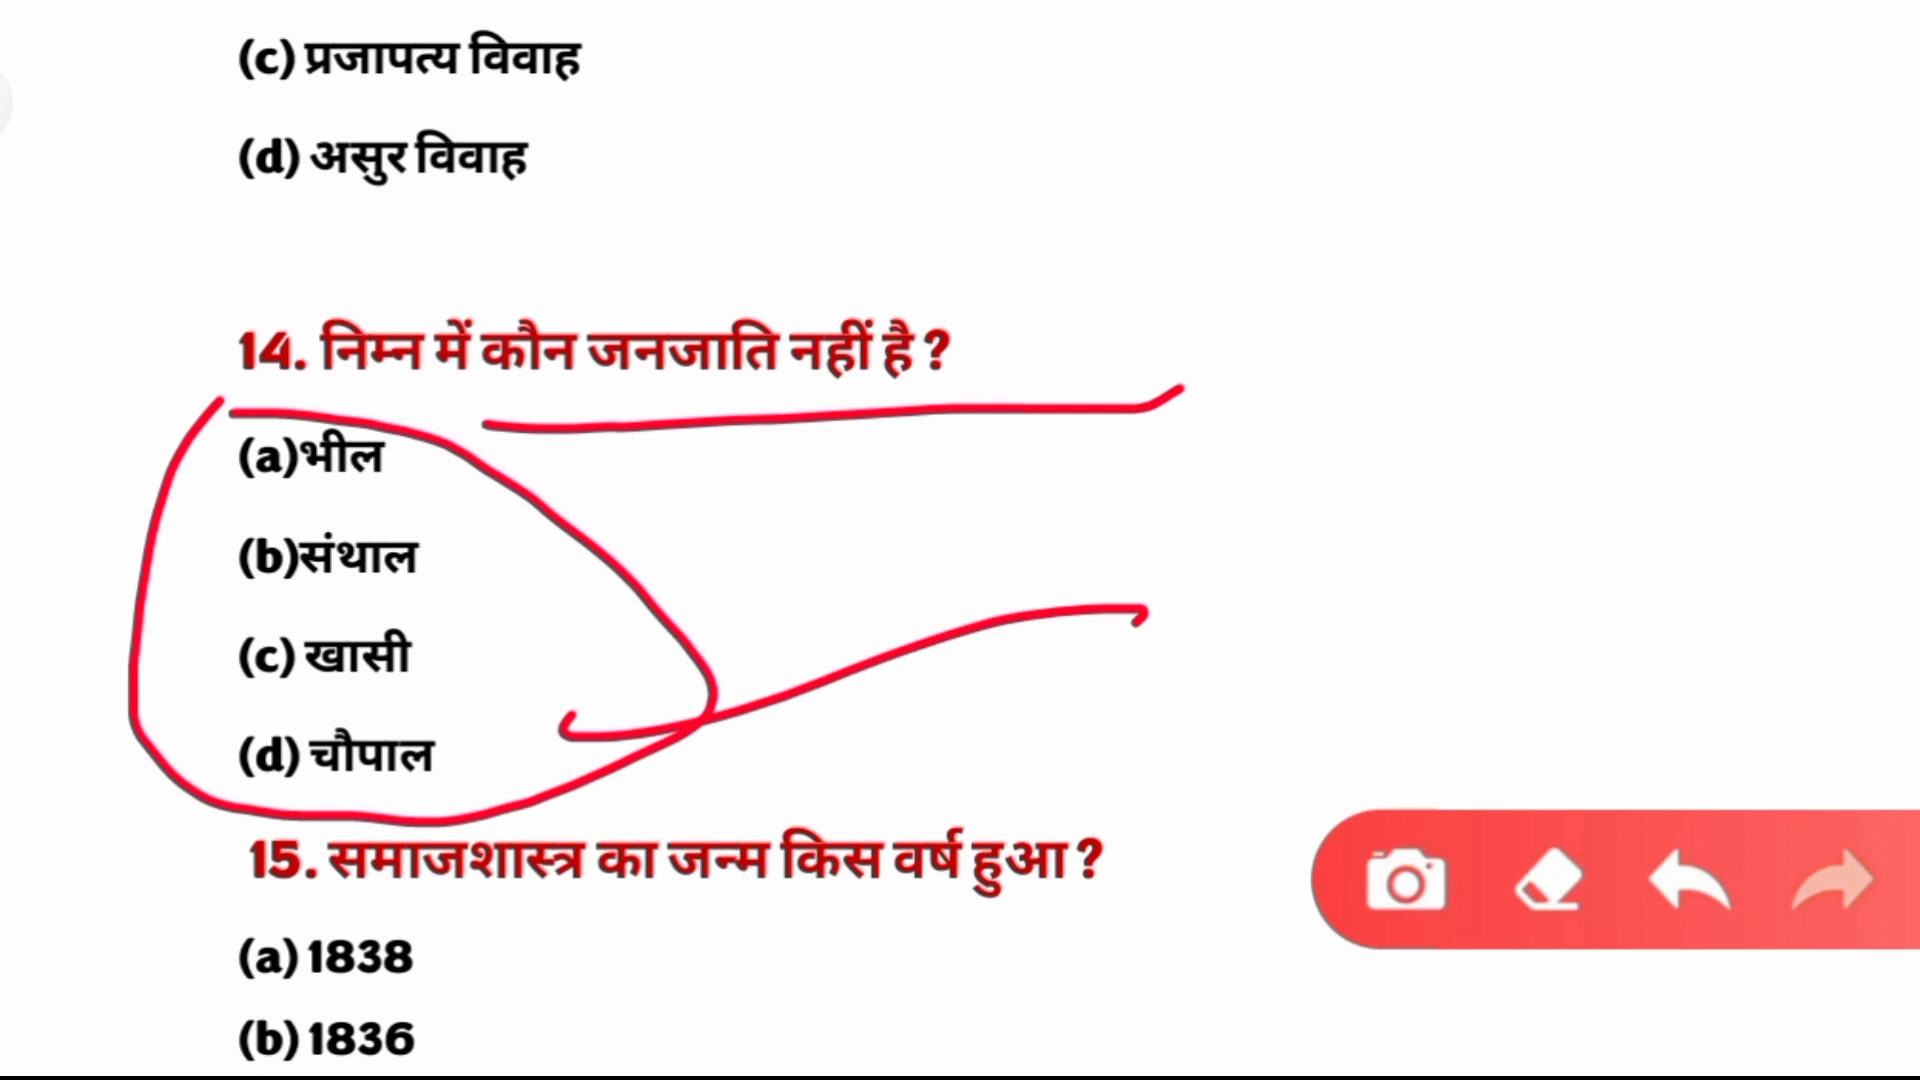 (c) प्रजापत्य विवाह
(d) असुर विवाह
14. निम्न में कौन जनजाति नहीं है ?
(a)भील
(b)संथाल
(c) खासी
(d) चौपाल
15. समाजशास्त्र का जन्म किस वर्ष हुआ ?
(a) 1838
(b) 1836